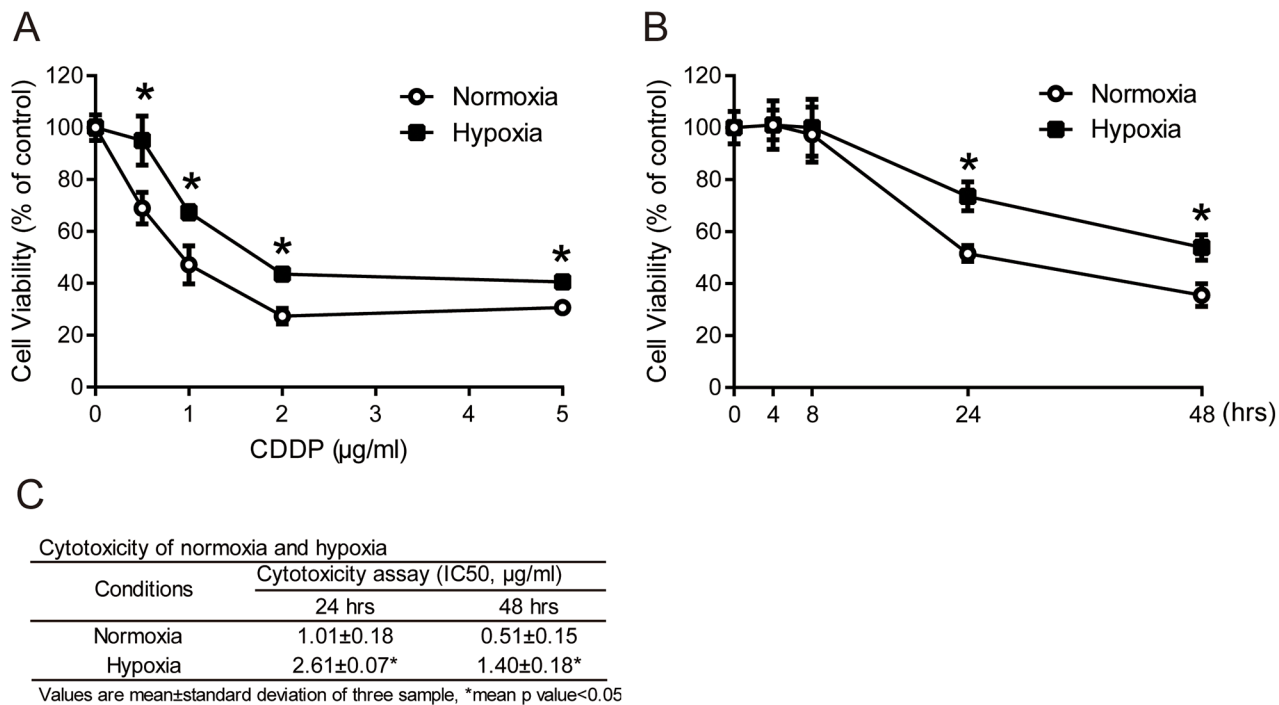 A
Cell Viability (% of control)
120
100
80
60
40
20
0
*
*
*
*
Normoxia
Hypoxia
0 1 2 3 4 5
CDDP (µg/ml)
B
Cell Viability (% of control)
120
100
80
60
40
20
0
*
*
Normoxia
Hypoxia
0 4 8 24 48 (hrs)
C
Cytotoxicity of normoxia and hypoxia
Conditions
Cytotoxicity assay (IC50, µg/ml)
24 hrs 48 hrs
Normoxia 1.01±0.18 0.51±0.15
Hypoxia 2.61±0.07* 1.40±0.18*
Values are mean±standard deviation of three sample, *mean p value<0.05